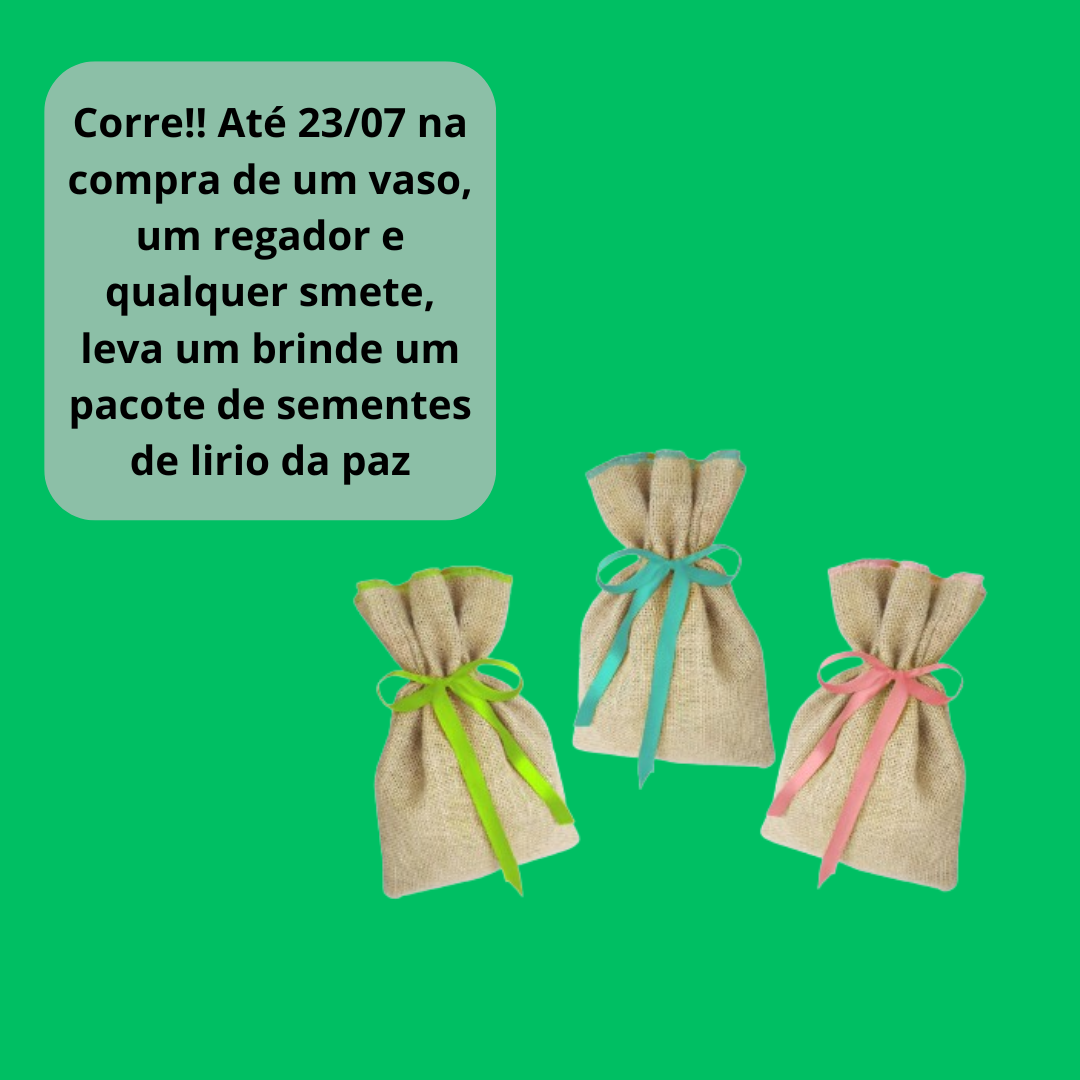 Corre!! Até 23/07 na
compra de um vaso,
um regador e
qualquer smete,
leva um brinde um
pacote de sementes
de lirio da paz